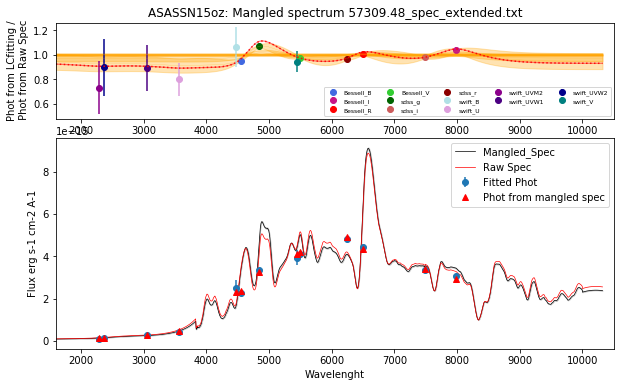 ASASSN15oz: Mangled spectrum 57309.48_spec_extended.txt
Phot from LCfitting /
Phot from Raw Spec
1.2
1.0
0.8
0.6
Bessell_B
Bessell_I
Bessell_R
Bessell_V
sdss_g
sdss_i
sdss_r
swift_B
swift_U
swift_UVM2
swift_UVW1
swift_UVW2
swift_V
2000 3000 4000 5000 6000 7000 8000 9000 10000
Flux erg s-1 cm-2 A-1
8
6
4
2
0
Mangled_Spec
Raw Spec
Fitted Phot
Phot from mangled spec
2000 3000 4000 5000 6000 7000 8000 9000 10000
Wavelenght